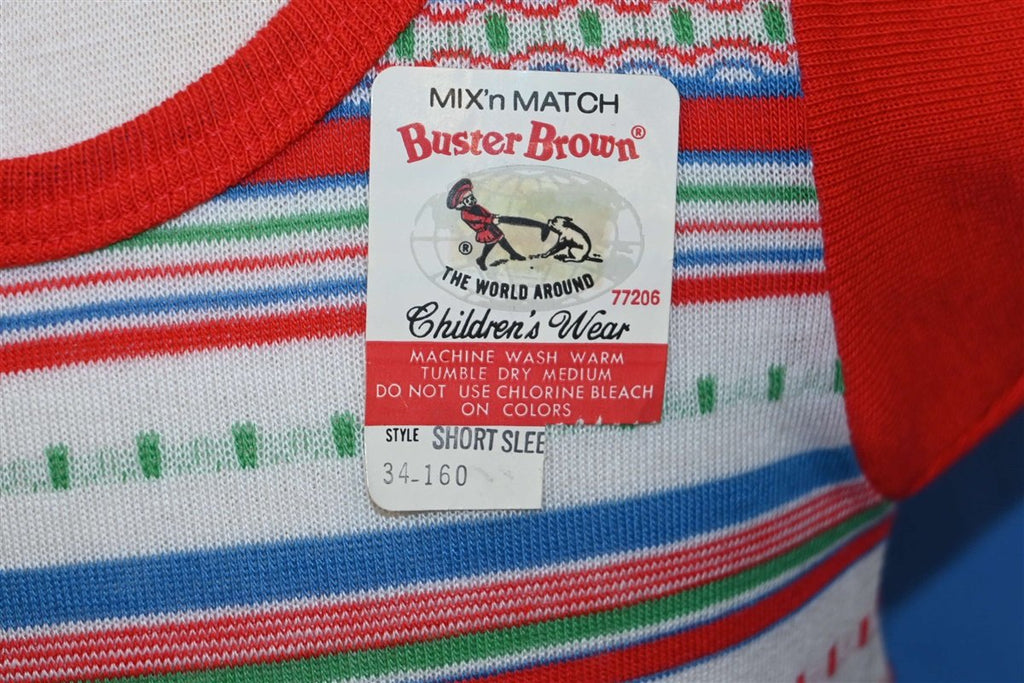 MIX'n MATCH
Buster Brown®
®
THE WORLD AROUND
77206
Children's Wear
MACHINE WASH WARM
TUMBLE DRY MEDIUM
DO NOT USE CHLORINE BLEACH
ON COLORS
STYLE SHORT SLEE
34-160